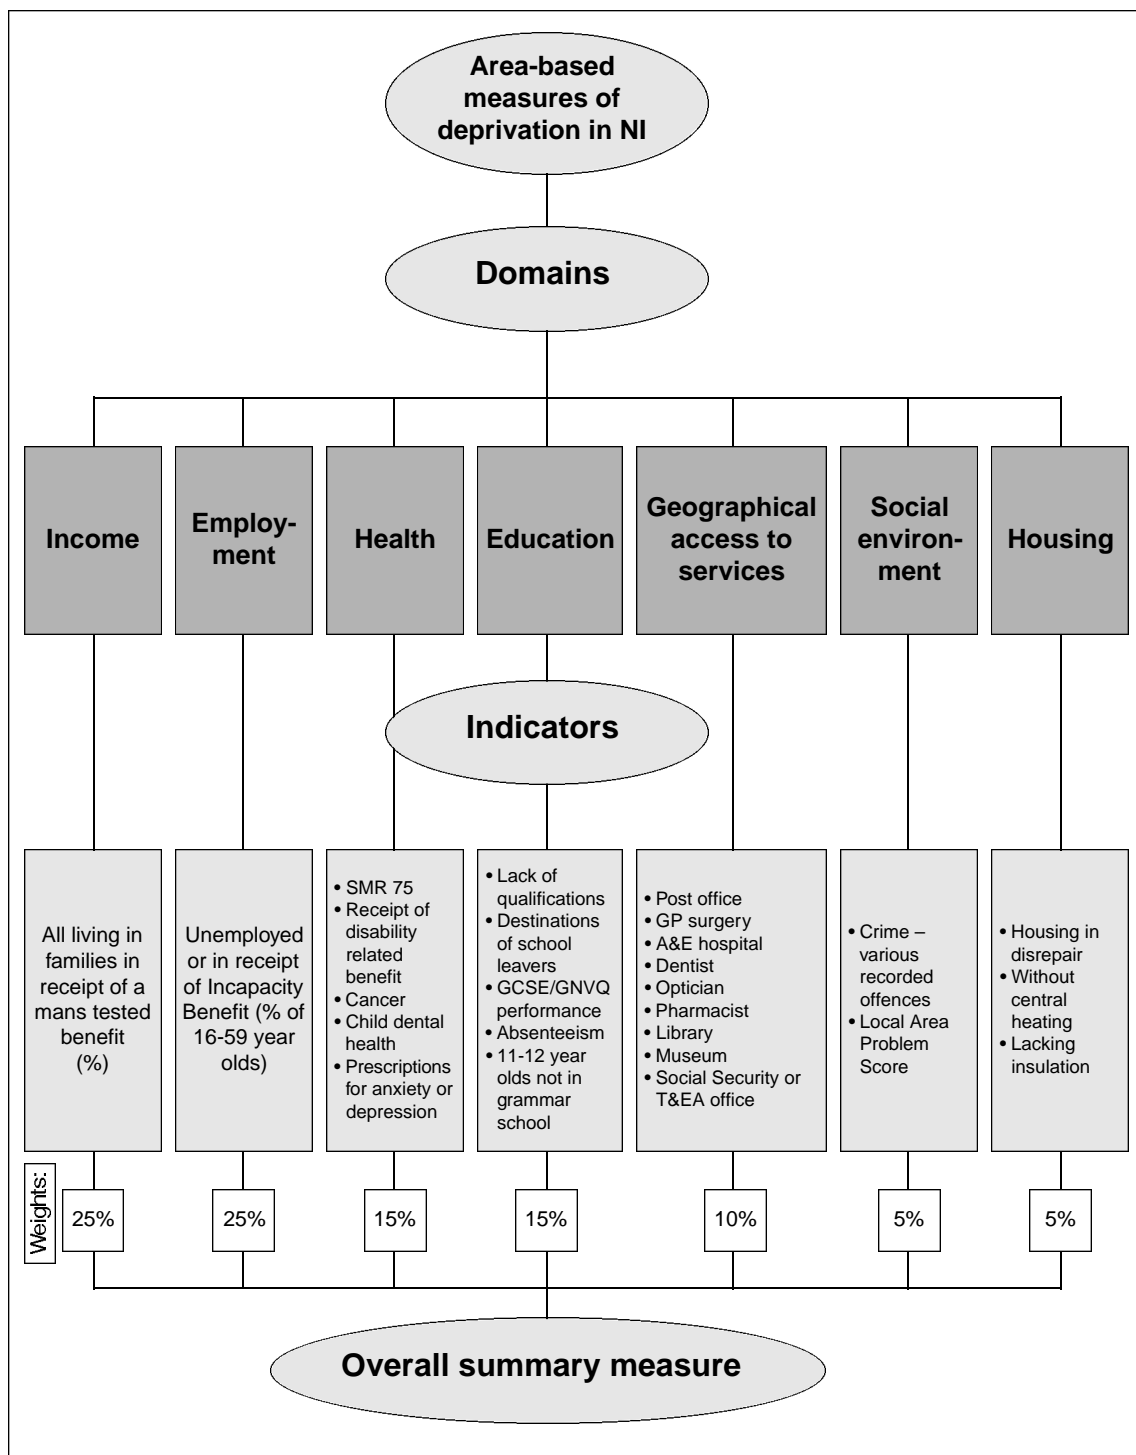 Area-based
measures of
deprivation in NI
Domains
Income
Employ-
ment
Health
Education
Geographical
access to
services
Social
environ-
ment
Housing
Indicators
All living in
families in
receipt of a
mans tested
benefit
(%)
Unemployed
or in receipt
of Incapacity
Benefit (% of
16-59 year
olds)
• SMR 75
• Receipt of
disability
related
benefit
• Cancer
• Child dental
health
• Prescriptions
for anxiety or
depression
• Lack of
qualifications
• Destinations
of school
leavers
• GCSE/GNVQ
performance
• Absenteeism
• 11-12 year
olds not in
grammar
school
• Post office
• GP surgery
• A&E hospital
• Dentist
• Optician
• Pharmacist
• Library
• Museum
• Social Security or
T&EA office
• Crime –
various
recorded
offences
• Local Area
Problem
Score
• Housing in
disrepair
• Without
central
heating
• Lacking
insulation
Weights:
25%
25%
15%
15%
10%
5%
5%
Overall summary measure